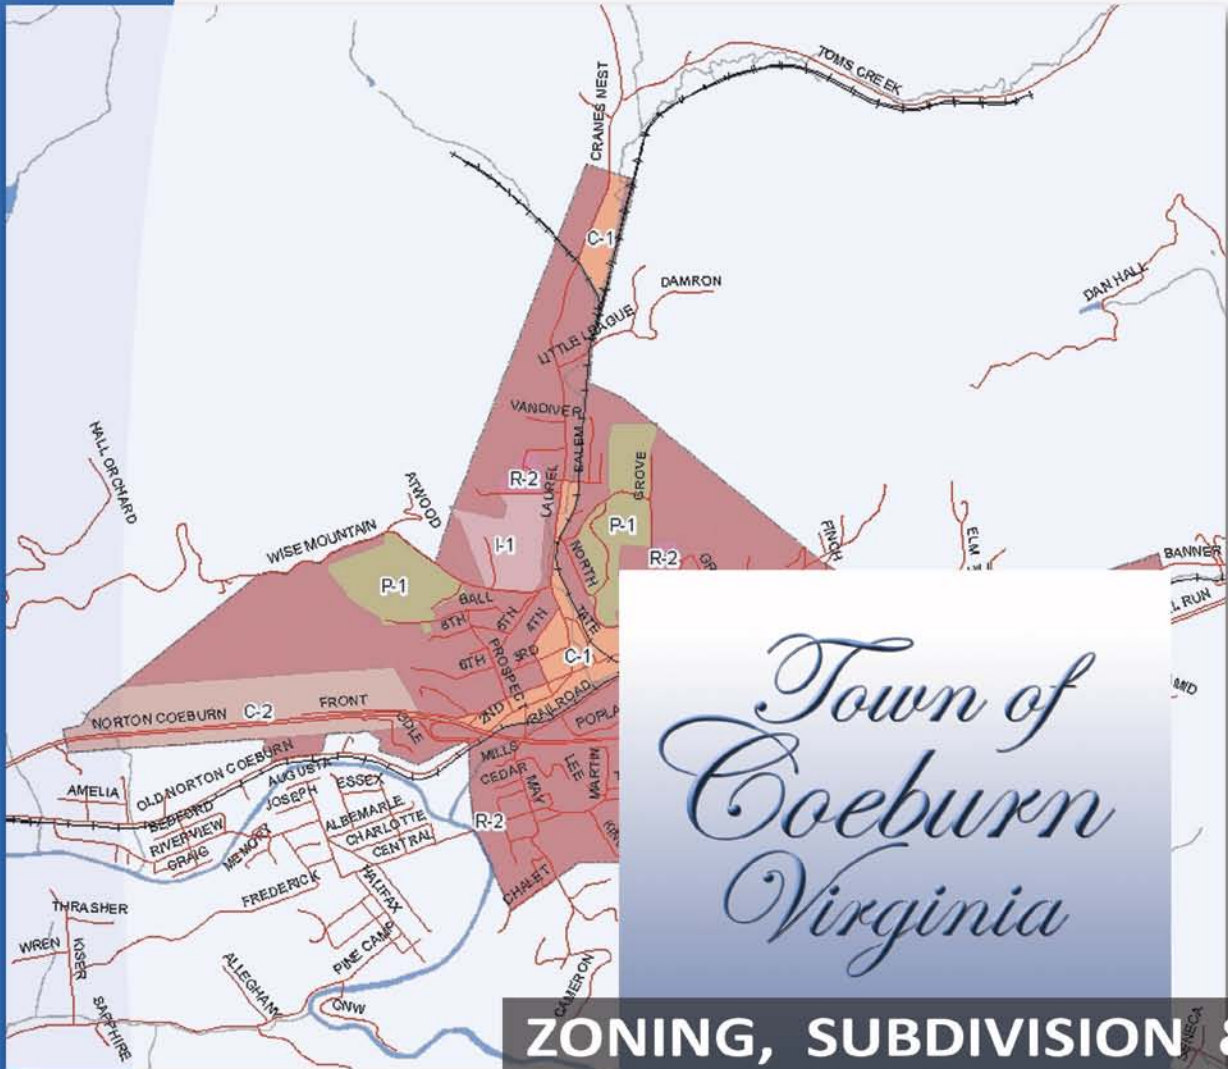 TOMS CREEK
CRANES NEST
C-1
DAMRON
DAN HALL
LITTLE LEAGUE
VANDIVER
SALEM
HALL ORCHARD
ATWOOD
R-2
LAUREL
GROVE
WISE MOUNTAIN
I-1
P-1
NORTH
R-2
FINCH
BANNER
P-1
BALL
5TH
4TH
TATE
6TH
PROSPECT
3RD
C-1
NORTON COEBURN
C-2
FRONT
2ND
RAILROAD
MILLS
CEDAR
MAY
LEE
MARTIN
OLD NORTON COEBURN
AUGUSTA
ESSEX
AMELIA
JOSEPH
BEDFORD
ALBEMARLE
RIVERVIEW
CHARLOTTE
CRAIG
CENTRAL
R-2
CHALET
FREDERICK
HALIFAX
THRASHER
WREN
KISER
PINE CAMP
ALLEGHANY
SAPPHIRE
CNW
CAMERON
Town of
Coeburn
Virginia
ZONING, SUBDIVISION